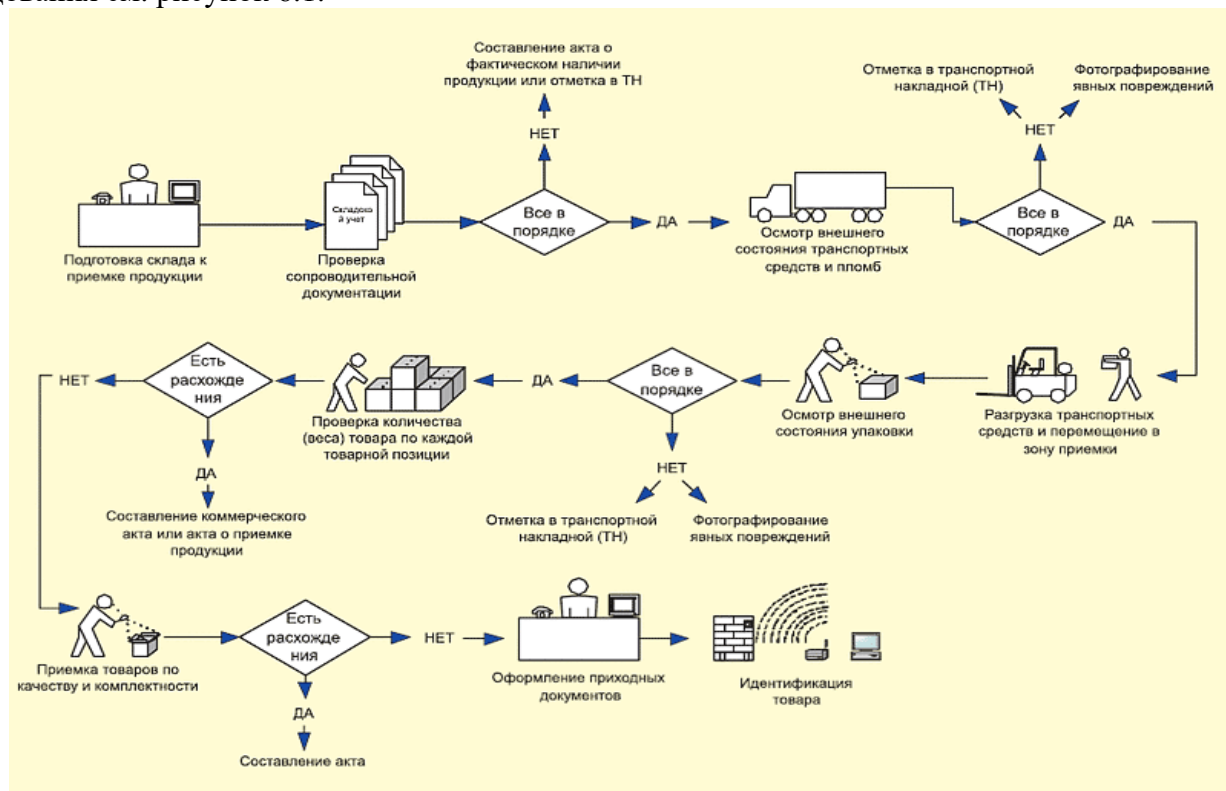 Составление акта о
фактическом наличии
продукции или отметка в ТН
НЕТ
Отметка в транспортной
накладной (ТН)
Фотографирование
явных повреждений
НЕТ
Подготовка склада к
приемке продукции
Складско
й учет
Проверка
сопроводительной
документации
Все в
порядке
ДА
Осмотр внешнего
состояния транспортных
средств и пломб
Все в
порядке
ДА
НЕТ
Есть
расхожде
ния
Проверка количества
(веса) товара по каждой
товарной позиции
ДА
Все в
порядке
Осмотр внешнего
состояния упаковки
Разгрузка транспортных
средств и перемещение в
зону приемки
ДА
Составление коммерческого
акта или акта о приемке
продукции
НЕТ
Отметка в транспортной
накладной (ТН)
Фотографирование
явных повреждений
Приемка товаров по
качеству и комплектности
Есть
расхожде
ния
НЕТ
Оформление приходных
документов
Идентификация
товара
ДА
Составление акта